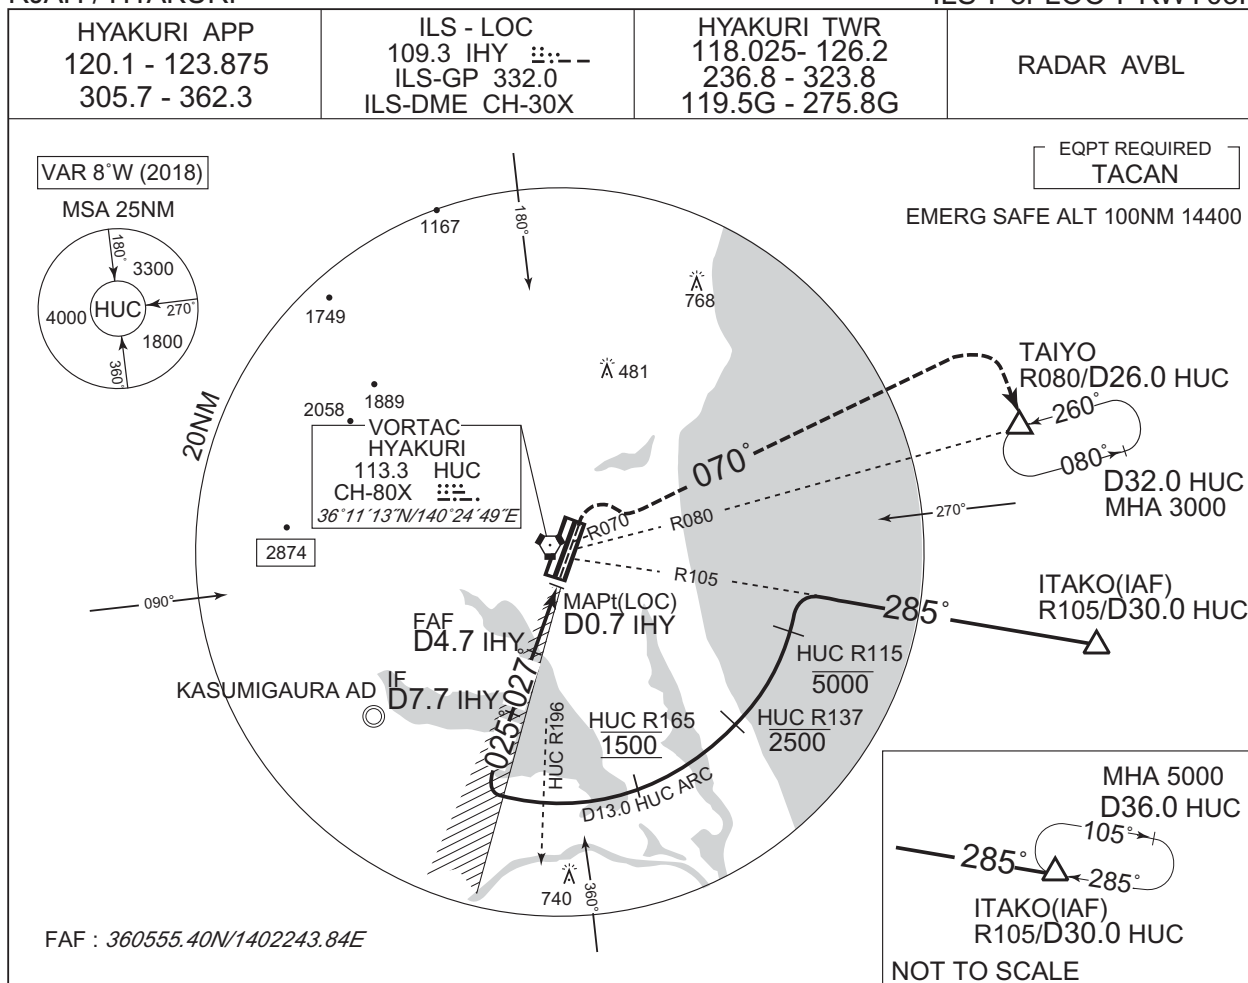 HYAKURI APP
120.1 - 123.875
305.7 - 362.3
ILS - LOC
109.3 IHY
ILS-GP 332.0
ILS-DME CH-30X
HYAKURI TWR
118.025- 126.2
236.8 - 323.8
119.5G - 275.8G
RADAR AVBL
VAR 8°W (2018)
MSA 25NM
180°
3300
HUC
270°
4000
1800
360°
EQPT REQUIRED
TACAN
EMERG SAFE ALT 100NM 14400
180°
1167
1749
768
481
1889
2058
20NM
VORTAC
HYAKURI
113.3 HUC
CH-80X
36°11´13˝N/140°24´49˝E
2874
TAIYO
R080/D26.0 HUC
260°
080°
D32.0 HUC
MHA 3000
070°
R070
R080
R105
270°
090°
ITAKO(IAF)
R105/D30.0 HUC
285°
MAPt(LOC)
D0.7 IHY
FAF
D4.7 IHY
IF
D7.7 IHY
KASUMIGAURA AD
025°
027°
HUC R196
HUC R115
5000
HUC R137
2500
HUC R165
1500
D13.0 HUC ARC
740
360°
FAF : 360555.40N/1402243.84E
MHA 5000
D36.0 HUC
105°
285°
285°
ITAKO(IAF)
R105/D30.0 HUC
NOT TO SCALE